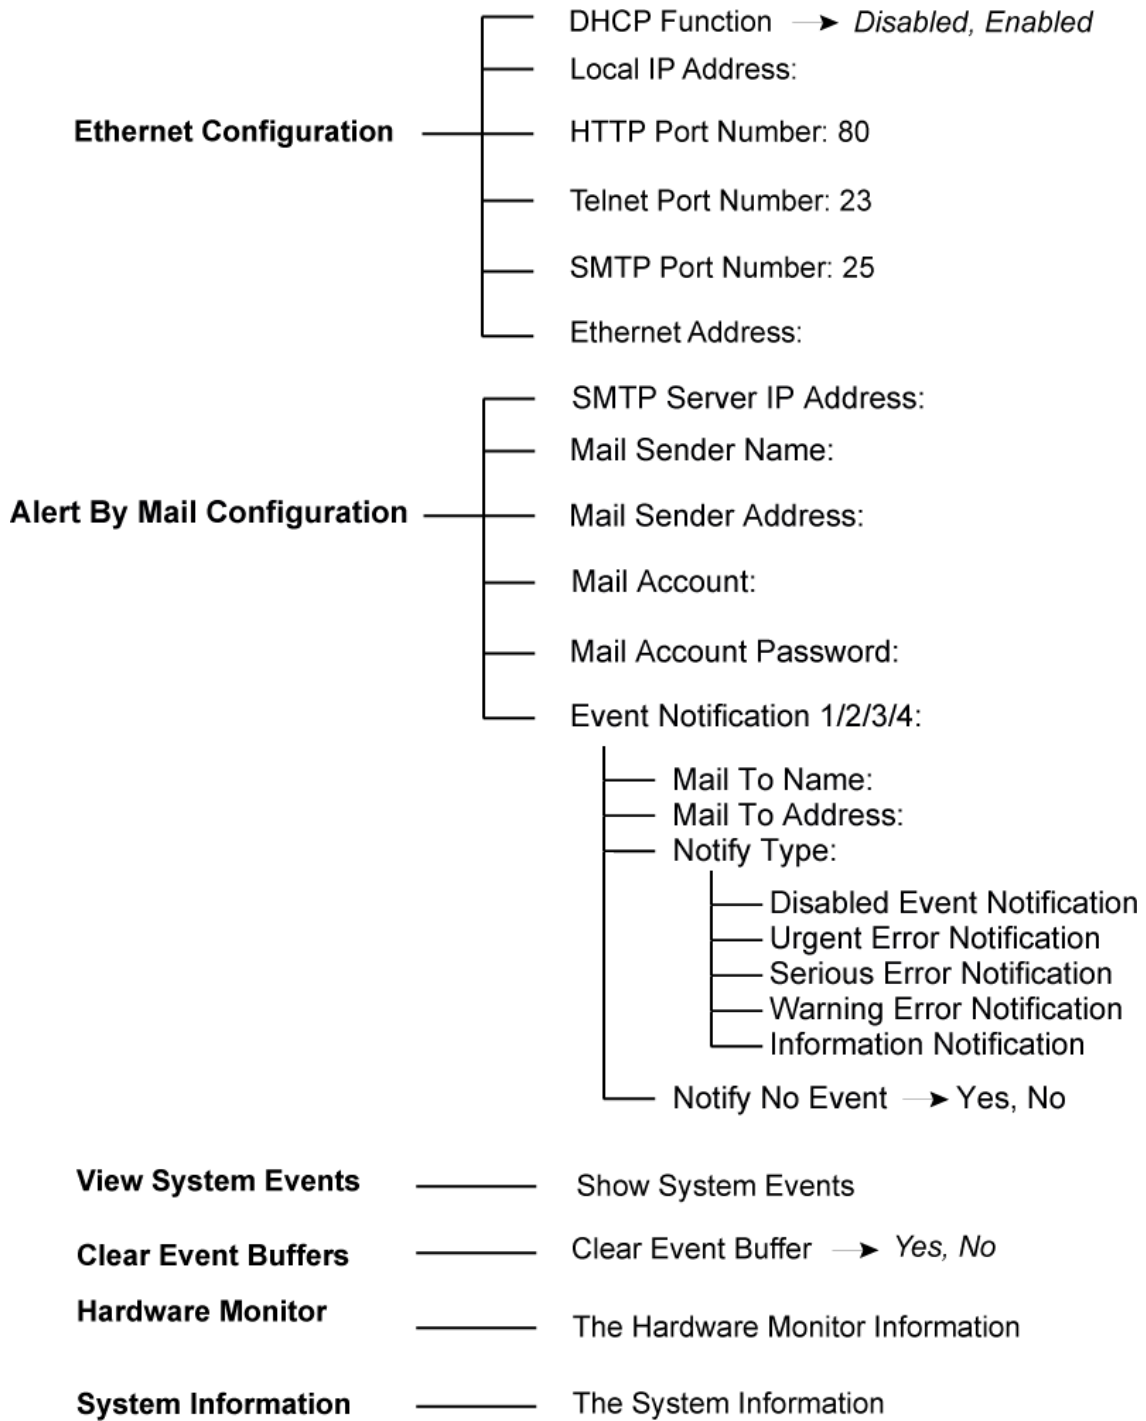 DHCP Function Disabled, Enabled
Local IP Address:
Ethernet Configuration HTTP Port Number: 80
Telnet Port Number: 23
SMTP Port Number: 25
Ethernet Address:
SMTP Server IP Address:
Mail Sender Name:
Alert By Mail Configuration Mail Sender Address:
Mail Account:
Mail Account Password:
Event Notification 1/2/3/4:
Mail To Name:
Mail To Address:
Notify Type:
Disabled Event Notification
Urgent Error Notification
Serious Error Notification
Warning Error Notification
Information Notification
Notify No Event Yes, No
View System Events Show System Events
Clear Event Buffers Clear Event Buffer Yes, No
Hardware Monitor The Hardware Monitor Information
System Information The System Information